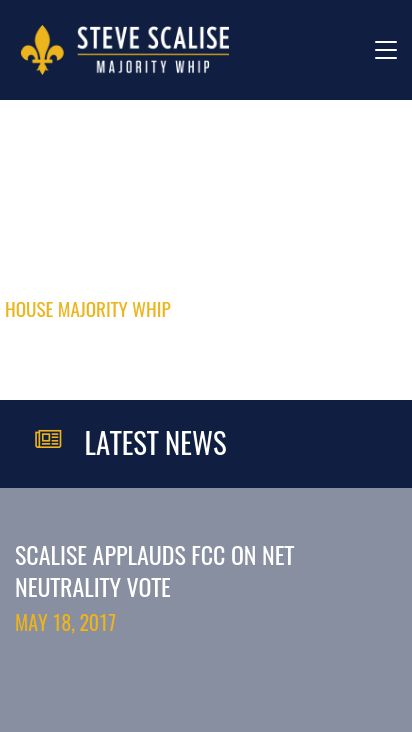 STEVE SCALISE
MAJORITY WHIP
HOUSE MAJORITY WHIP
LATEST NEWS
SCALISE APPLAUDS FCC ON NET
NEUTRALITY VOTE
MAY 18, 2017